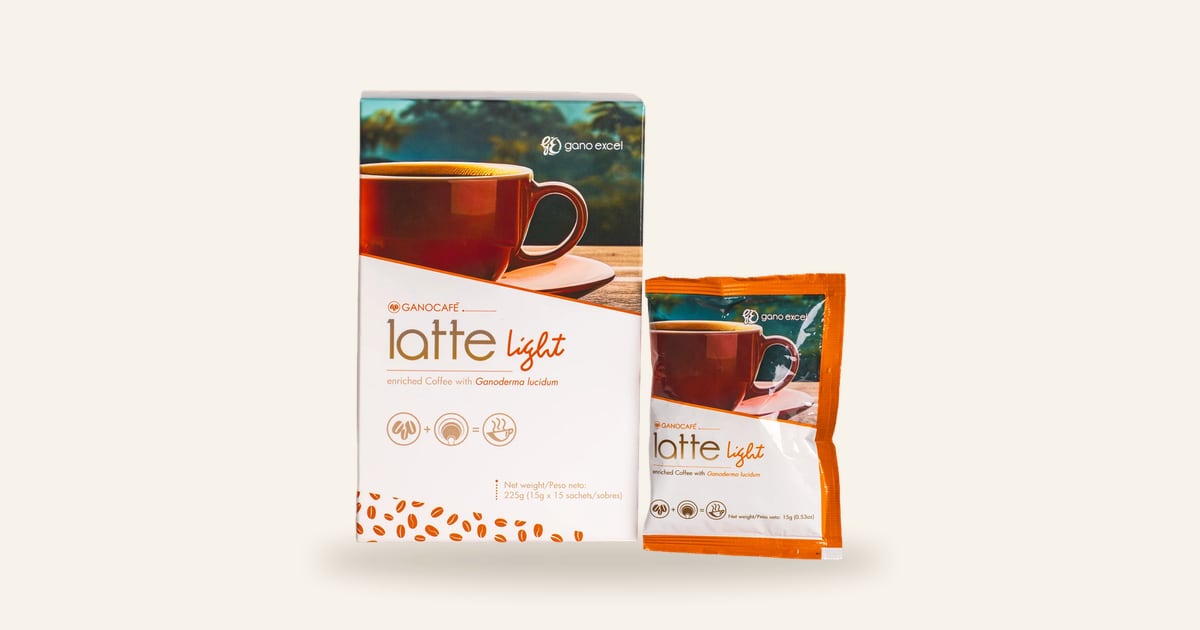 gano excel
GANOCAFÉ
latte light
enriched Coffee with Ganoderma lucidum
+ =
Net weight/Peso neto:
225g (15g x 15 sachets/sobres)
gano excel
GANOCAFÉ
latte light
enriched Coffee with Ganoderma lucidum
+ =
Net weight/Peso neto: 15g (0.53oz)